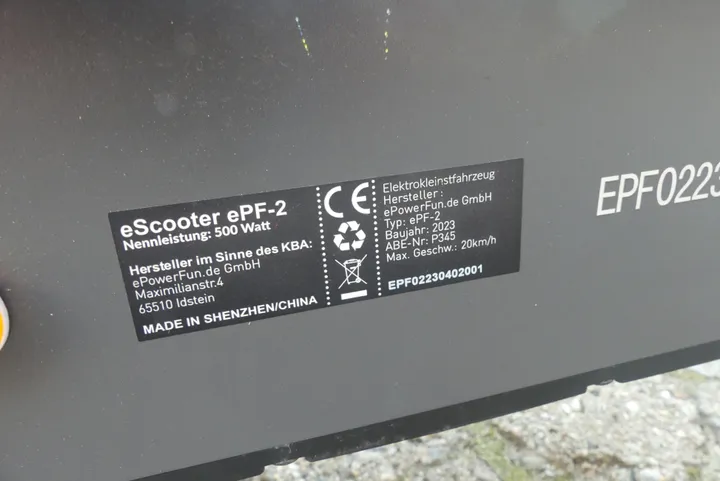 eScooter ePF-2
Nennleistung: 500 Watt
Hersteller im Sinne des KBA:
ePowerFun.de GmbH
Maximilianstr.4
65510 Idstein
MADE IN SHENZHEN/CHINA
CE
Elektrokleinstfahrzeug
Hersteller :
ePowerFun.de GmbH
Typ: ePF-2
Baujahr: 2023
ABE-Nr: P345
Max. Geschw.: 20km/h
EPF02230402001
EPF0223